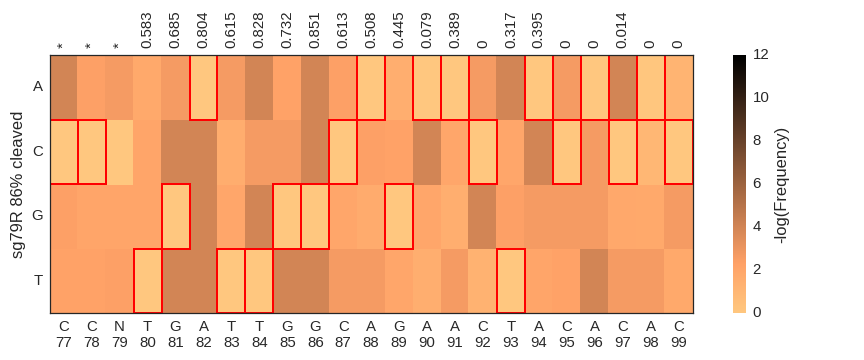 * * * 0.583 0.685 0.804 0.615 0.828 0.732 0.851 0.613 0.508 0.445 0.079 0.389 0 0.317 0.395 0 0 0.014 0 0
sg79R 86% cleaved
A
C
G
T
C C N T G A T T G G C A G A A C T A C A C A C
77 78 79 80 81 82 83 84 85 86 87 88 89 90 91 92 93 94 95 96 97 98 99
12
10
8
6
4
2
0
-log(Frequency)